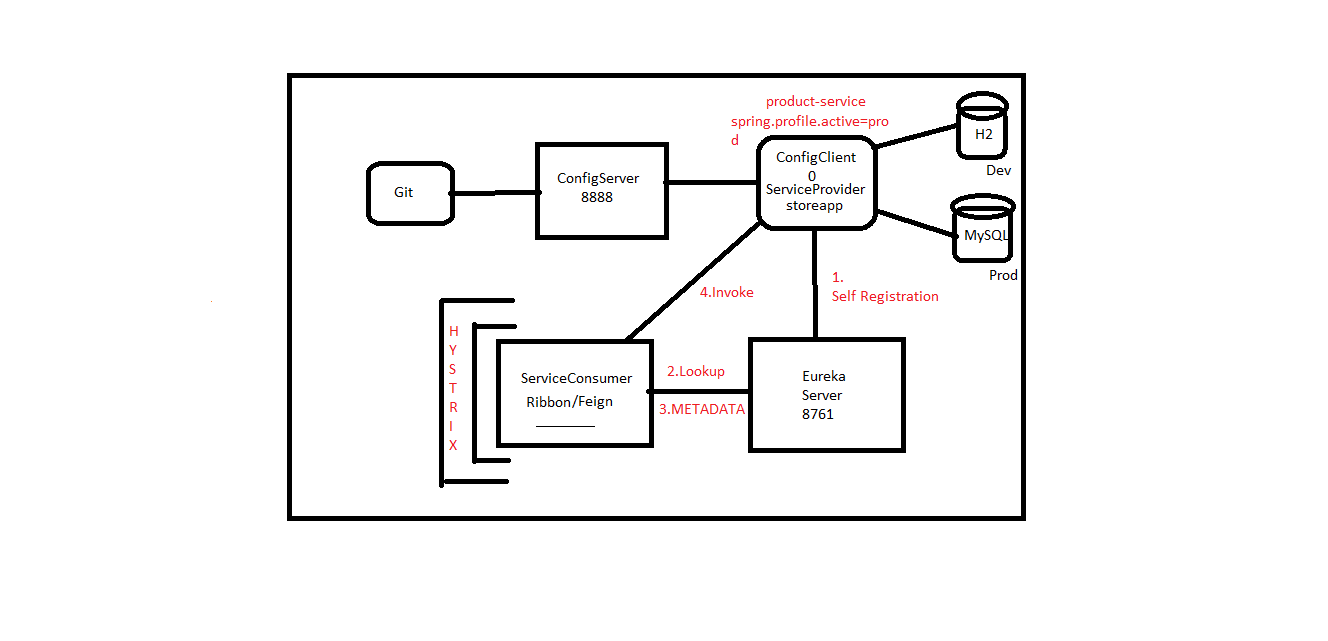 product-service
spring.profile.active=pro
d
H2
Dev
ConfigClient
0
ServiceProvider
storeapp
ConfigServer
8888
Git
MySQL
Prod
1.
Self Registration
4.Invoke
H
Y
S
T
R
I
X
ServiceConsumer
Ribbon/Feign
2.Lookup
3.METADATA
Eureka
Server
8761